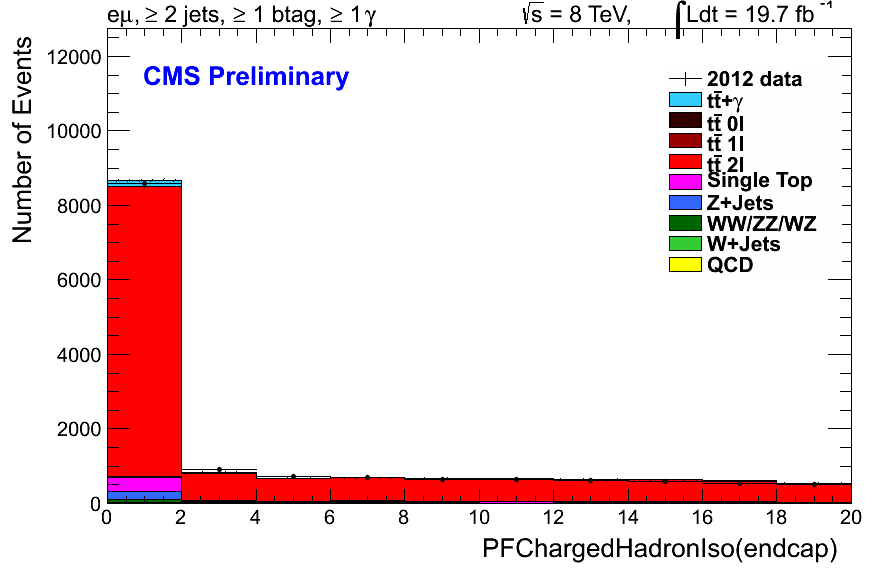 eμ, ≥ 2 jets, ≥ 1 btag, ≥ 1 γ
√s = 8 TeV, ∫Ldt = 19.7 fb⁻¹
CMS Preliminary
2012 data
tt̄+γ
tt̄ 0l
tt̄ 1l
tt̄ 2l
Single Top
Z+Jets
WW/ZZ/WZ
W+Jets
QCD
Number of Events
12000
10000
8000
6000
4000
2000
0
0 2 4 6 8 10 12 14 16 18 20
PFChargedHadronIso(endcap)